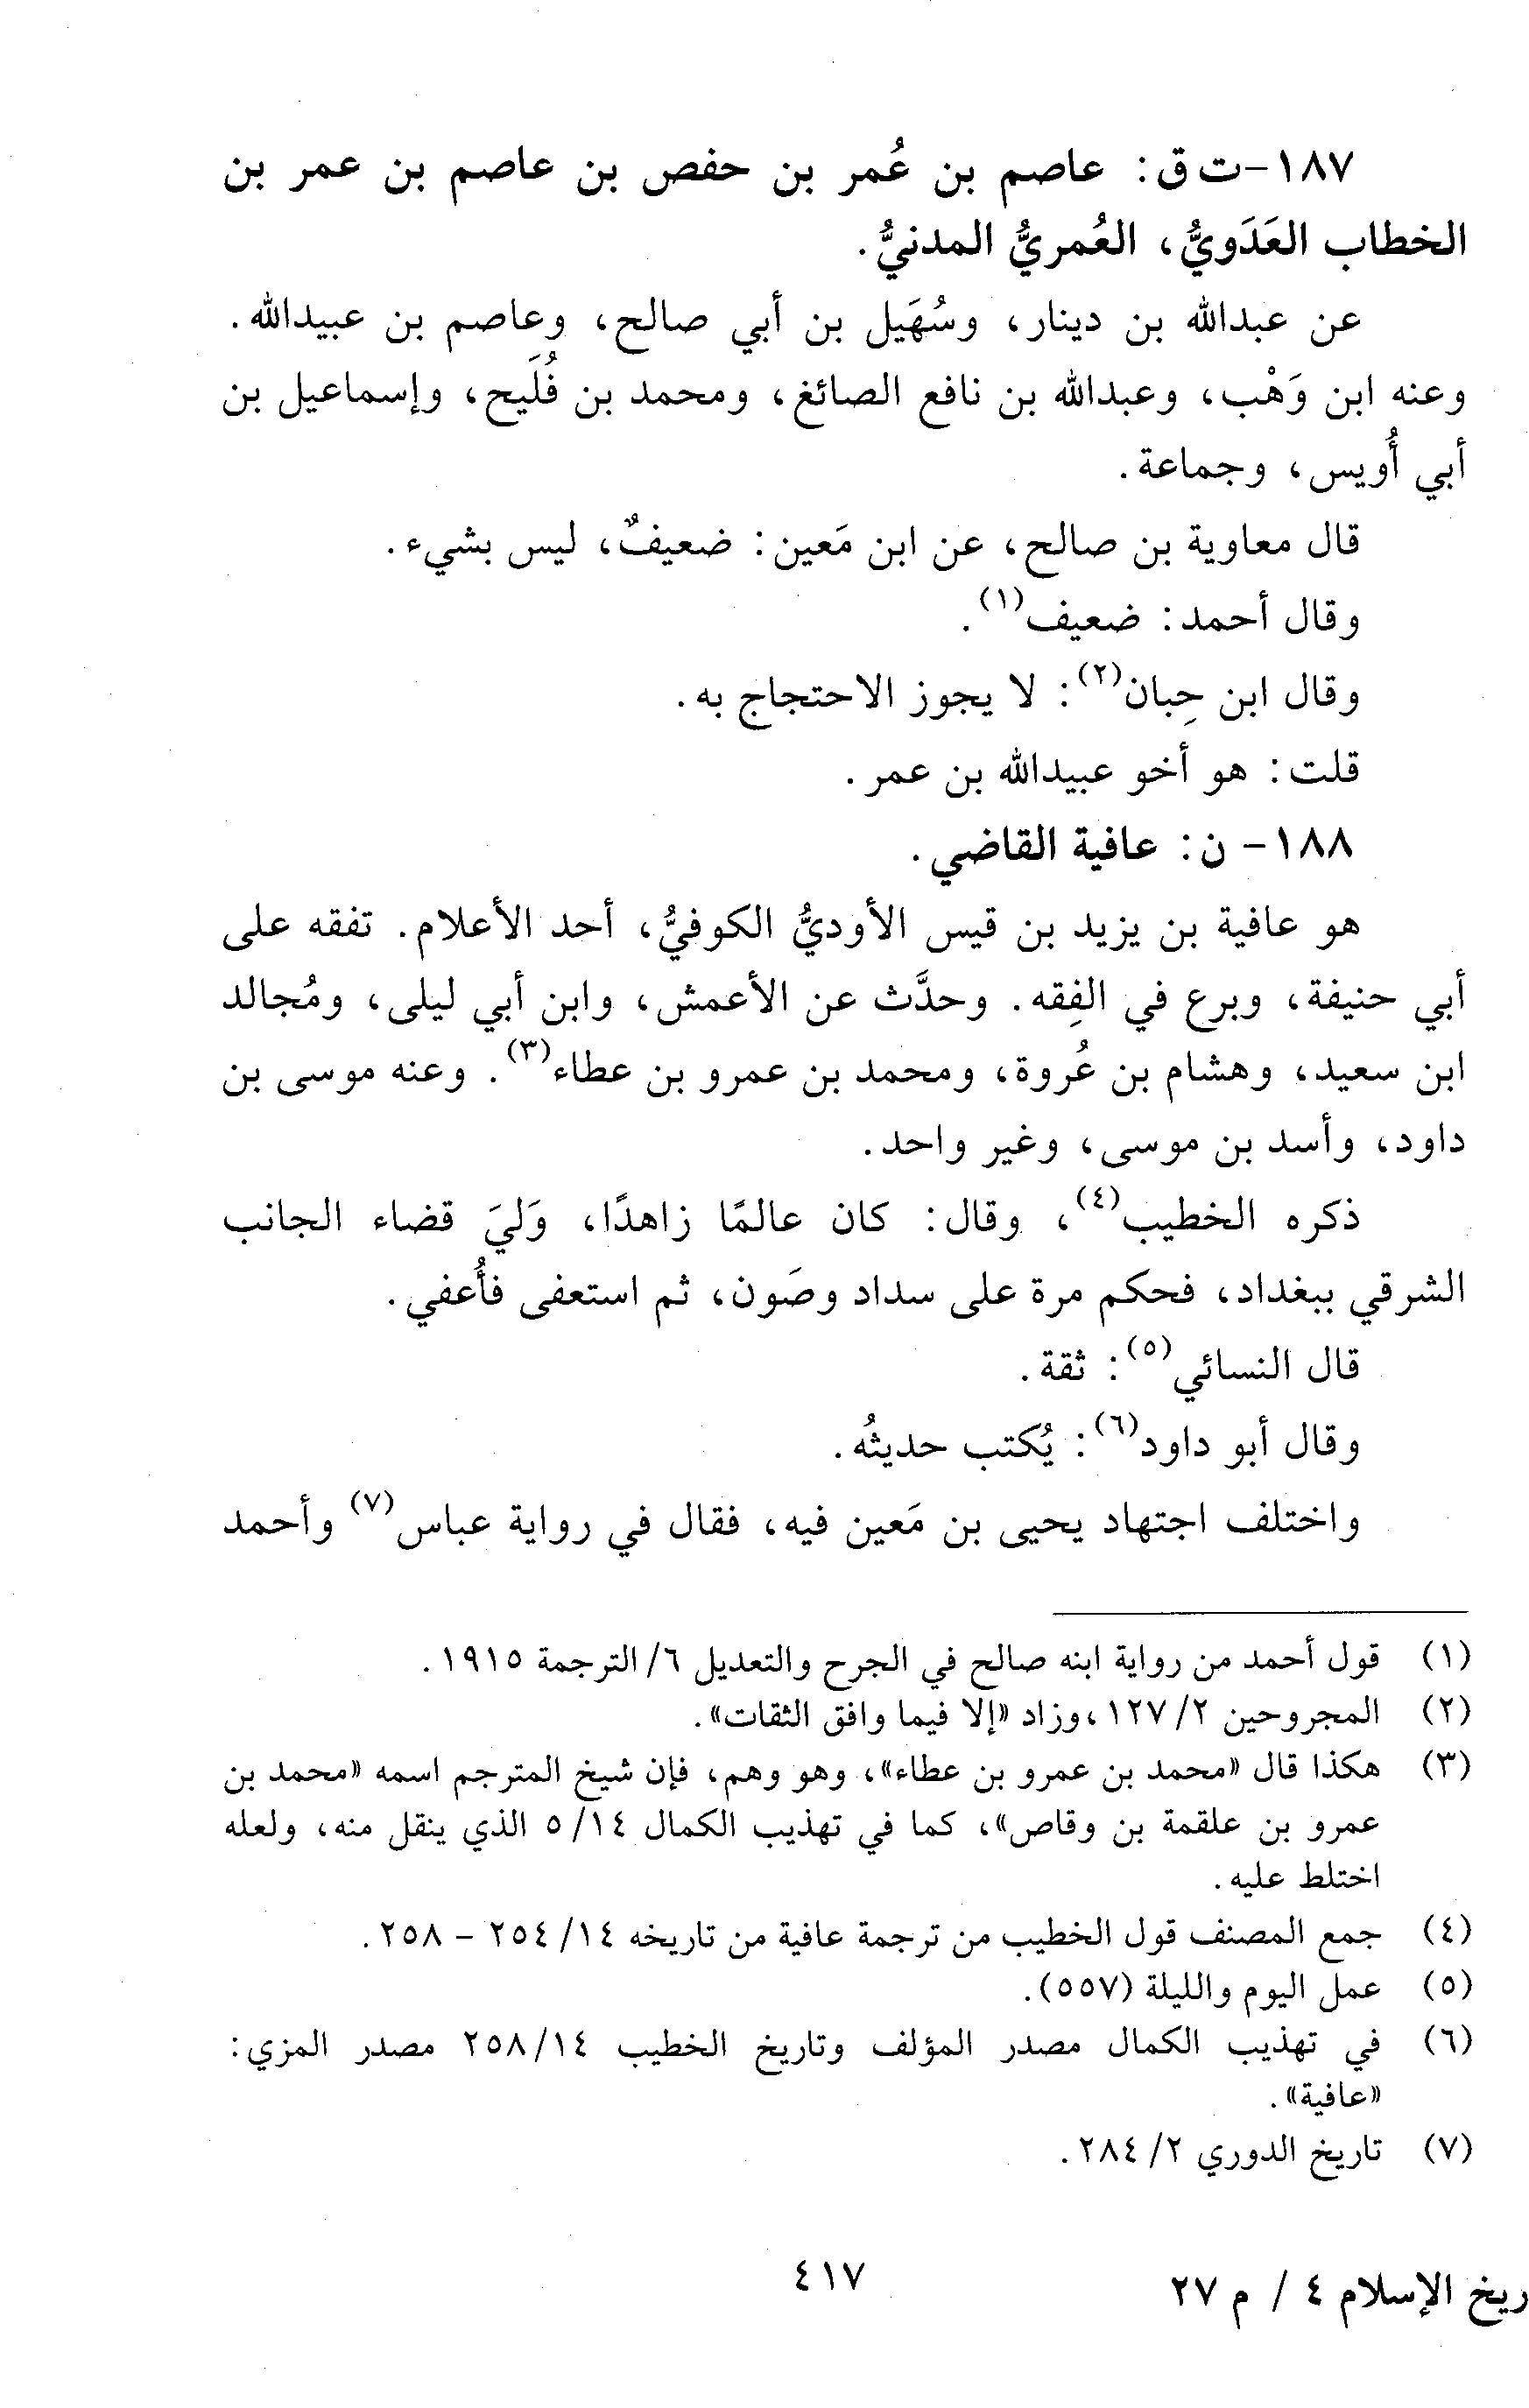 ١٨٧-ت ق: عاصم بن عُمر بن حفص بن عاصم بن عمر بن
الخطاب العَدَويُّ، العُمريُّ المدنيُّ.
عن عبدالله بن دينار، وسُهَيل بن أبي صالح، وعاصم بن عبيدالله.
وعنه ابن وَهْب، وعبدالله بن نافع الصائغ، ومحمد بن فُلَيح، وإسماعيل بن
أبي أُويس، وجماعة.
قال معاوية بن صالح، عن ابن مَعين: ضعيفٌ، ليس بشيء.
وقال أحمد: ضعيف(١).
وقال ابن حِبان(٢): لا يجوز الاحتجاج به.
قلت: هو أخو عبيدالله بن عمر.
١٨٨- ن: عافية القاضي.
هو عافية بن يزيد بن قيس الأوديُّ الكوفيُّ، أحد الأعلام. تفقه على
أبي حنيفة، وبرع في الفِقه. وحدَّث عن الأعمش، وابن أبي ليلى، ومُجالد
ابن سعيد، وهشام بن عُروة، ومحمد بن عمرو بن عطاء(٣). وعنه موسى بن
داود، وأسد بن موسى، وغير واحد.
ذكره الخطيب(٤)، وقال: كان عالمًا زاهدًا، وَليَ قضاء الجانب
الشرقي ببغداد، فحكم مرة على سداد وصَون، ثم استعفى فأُعفي.
قال النسائي(٥): ثقة.
وقال أبو داود(٦): يُكتب حديثُه.
واختلف اجتهاد يحيى بن مَعين فيه، فقال في رواية عباس(٧) وأحمد
(١) قول أحمد من رواية ابنه صالح في الجرح والتعديل ٦/ الترجمة ١٩١٥.
(٢) المجروحين ٢/ ١٢٧، وزاد «إلا فيما وافق الثقات».
(٣) هكذا قال «محمد بن عمرو بن عطاء»، وهو وهم، فإن شيخ المترجم اسمه «محمد بن
عمرو بن علقمة بن وقاص»، كما في تهذيب الكمال ١٤/ ٥ الذي ينقل منه، ولعله
اختلط عليه.
(٤) جمع المصنف قول الخطيب من ترجمة عافية من تاريخه ١٤/ ٢٥٤ - ٢٥٨.
(٥) عمل اليوم والليلة (٥٥٧).
(٦) في تهذيب الكمال مصدر المؤلف وتاريخ الخطيب ١٤/ ٢٥٨ مصدر المزي:
«عافية».
(٧) تاريخ الدوري ٢/ ٢٨٤.
٤١٧
ريخ الإسلام ٤ / م ٢٧